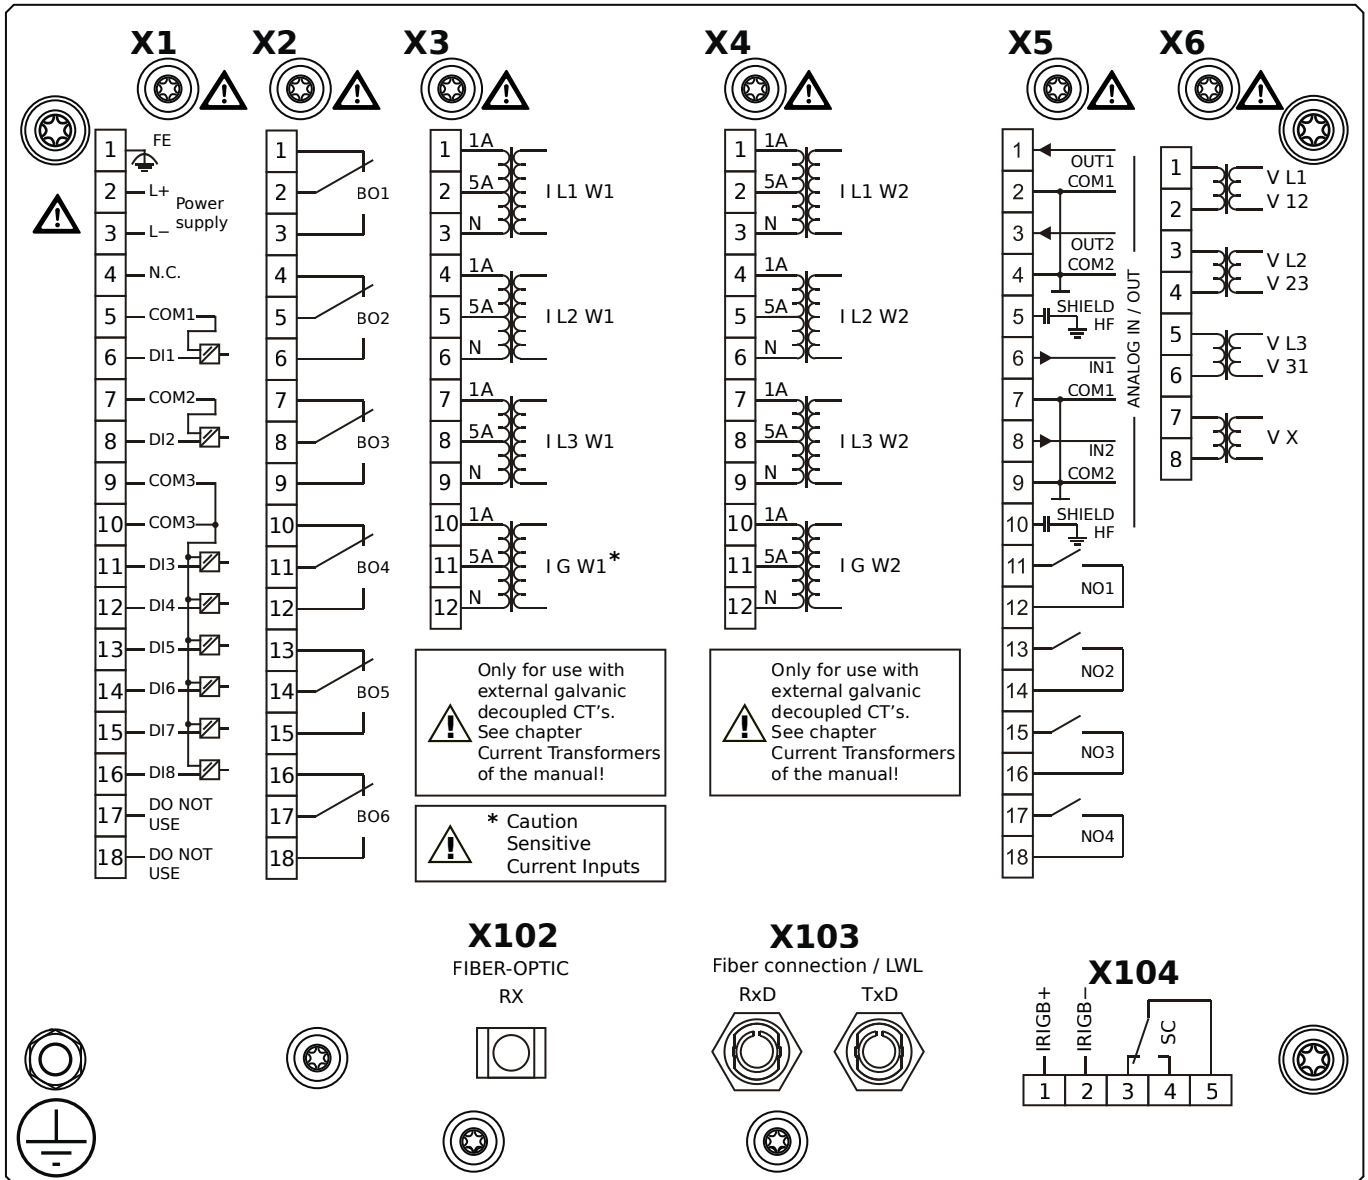 X1
X2
X3
X4
X5
X6
1 FE
2 L+ Power
supply
3 L−
4 N.C.
5 COM1
6 DI1
7 COM2
8 DI2
9 COM3
10 COM3
11 DI3
12 DI4
13 DI5
14 DI6
15 DI7
16 DI8
17 DO NOT
USE
18 DO NOT
USE
1
2 BO1
3
4
5 BO2
6
7
8 BO3
9
10
11 BO4
12
13
14 BO5
15
16
17 BO6
18
1 1A
2 5A I L1 W1
3 N
4 1A
5 5A I L2 W1
6 N
7 1A
8 5A I L3 W1
9 N
10 1A
11 5A I G W1*
12 N
Only for use with
external galvanic
decoupled CT's.
See chapter
Current Transformers
of the manual!
* Caution
Sensitive
Current Inputs
1 1A
2 5A I L1 W2
3 N
4 1A
5 5A I L2 W2
6 N
7 1A
8 5A I L3 W2
9 N
10 1A
11 5A I G W2
12 N
Only for use with
external galvanic
decoupled CT's.
See chapter
Current Transformers
of the manual!
1 OUT1
2 COM1
3 OUT2
4 COM2
5 SHIELD
HF
6 IN1
7 COM1
8 IN2
9 COM2
10 SHIELD
HF
ANALOG IN / OUT
11
NO1
12
13
NO2
14
15
NO3
16
17
NO4
18
1 V L1
2 V 12
3 V L2
4 V 23
5 V L3
6 V 31
7 V X
8
X102
FIBER-OPTIC
RX
X103
Fiber connection / LWL
RxD TxD
X104
IRIGB+
IRIGB−
SC
1 2 3 4 5